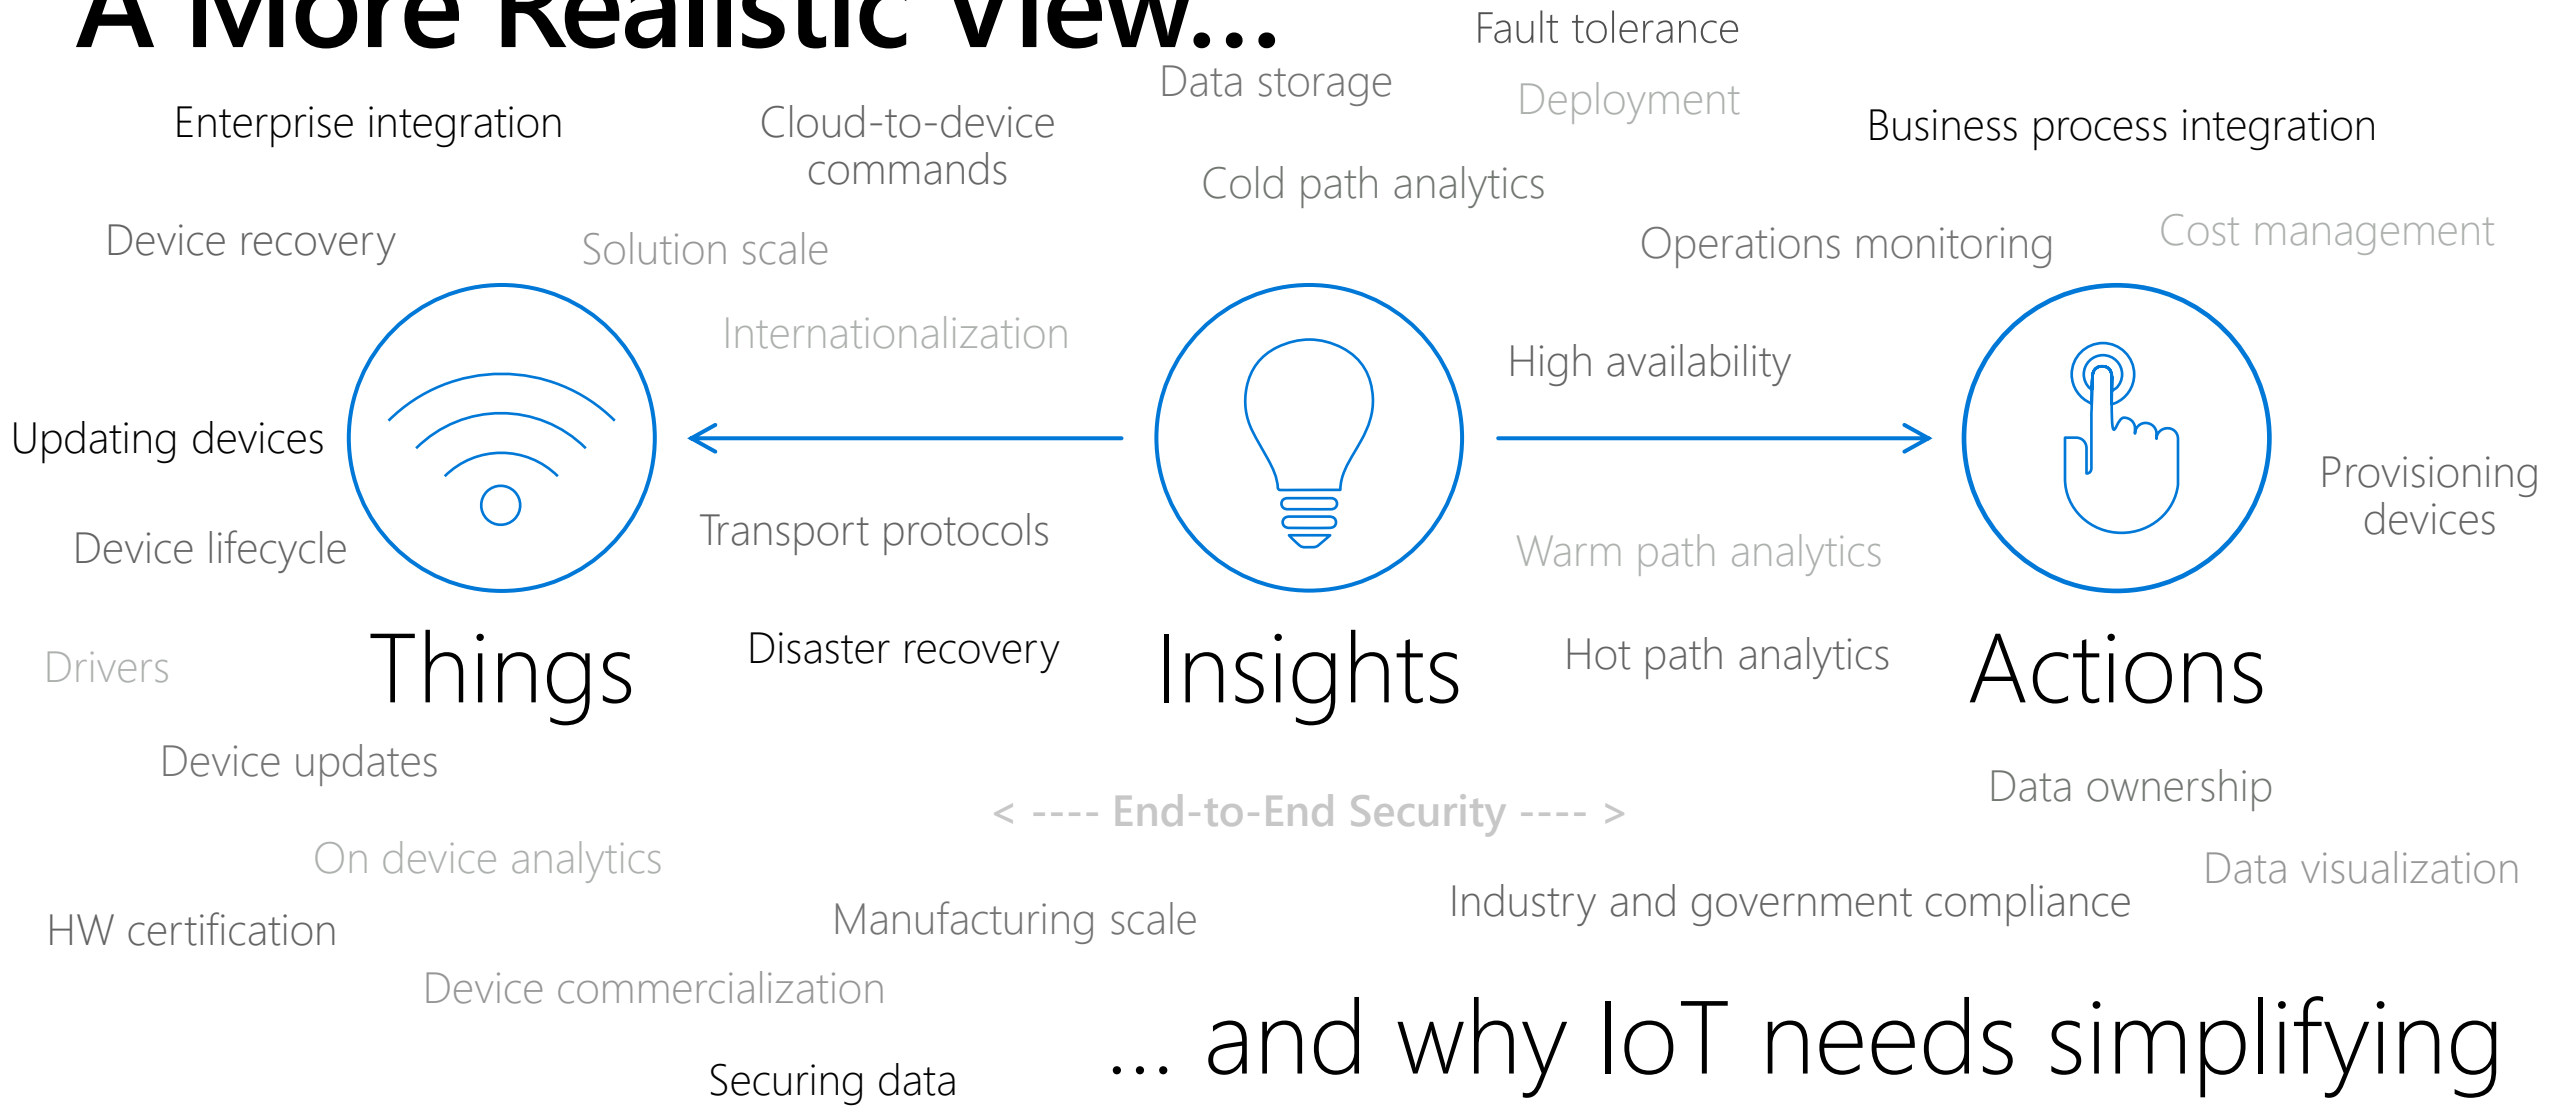 A More Realistic View...
Fault tolerance
Data storage
Deployment
Enterprise integration
Cloud-to-device
commands
Business process integration
Cold path analytics
Device recovery
Solution scale
Operations monitoring
Cost management
Internationalization
High availability
Updating devices
Provisioning
devices
Device lifecycle
Transport protocols
Warm path analytics
Drivers
Things
Disaster recovery
Insights
Hot path analytics
Actions
Device updates
Data ownership
< ---- End-to-End Security ---- >
On device analytics
Data visualization
HW certification
Manufacturing scale
Industry and government compliance
Device commercialization
... and why IoT needs simplifying
Securing data